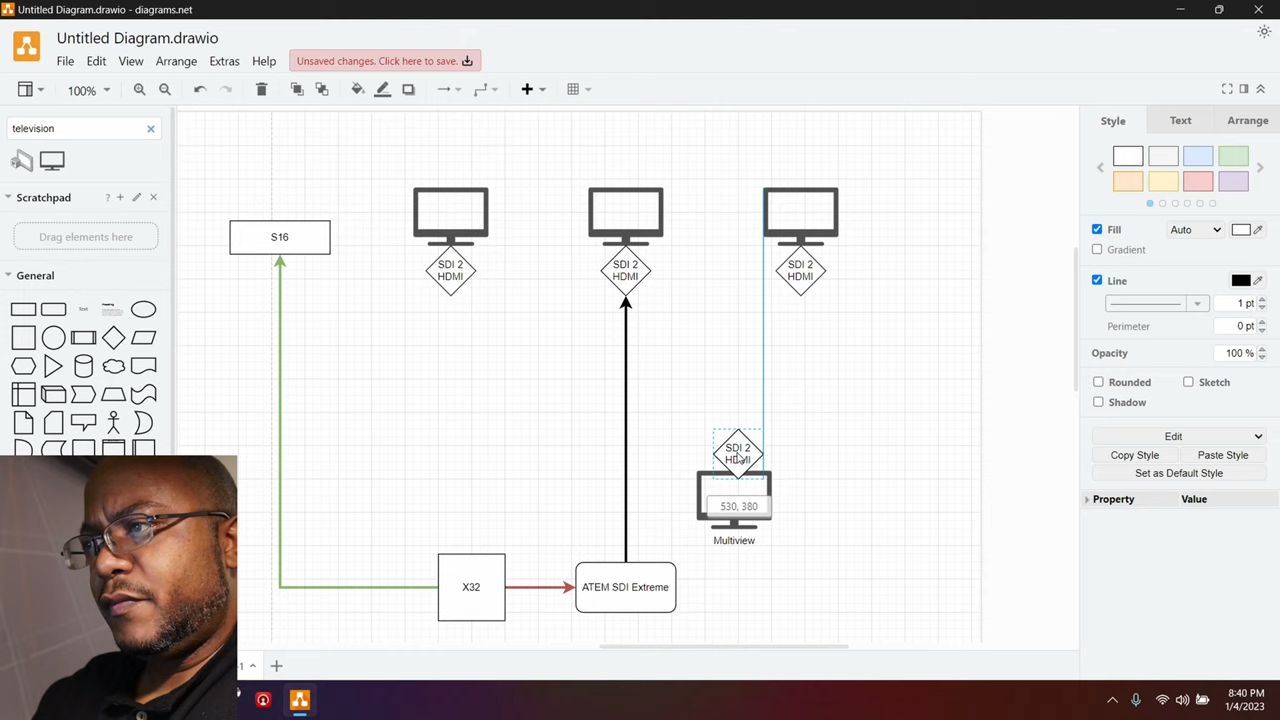 Untitled Diagram.drawio - diagrams.net
Untitled Diagram.drawio
File Edit View Arrange Extras Help
Unsaved changes. Click here to save.
100%
television
Scratchpad
Drag elements here
General
S16
SDI 2
HDMI
SDI 2
HDMI
SDI 2
HDMI
SDI 2
HDMI
530, 380
Multiview
X32
ATEM SDI Extreme
Style Text Arrange
Fill Auto
Gradient
Line
1 pt
Perimeter 0 pt
Opacity 100 %
Rounded Sketch
Shadow
Edit
Copy Style Paste Style
Set as Default Style
Property Value
8:40 PM
1/4/2023